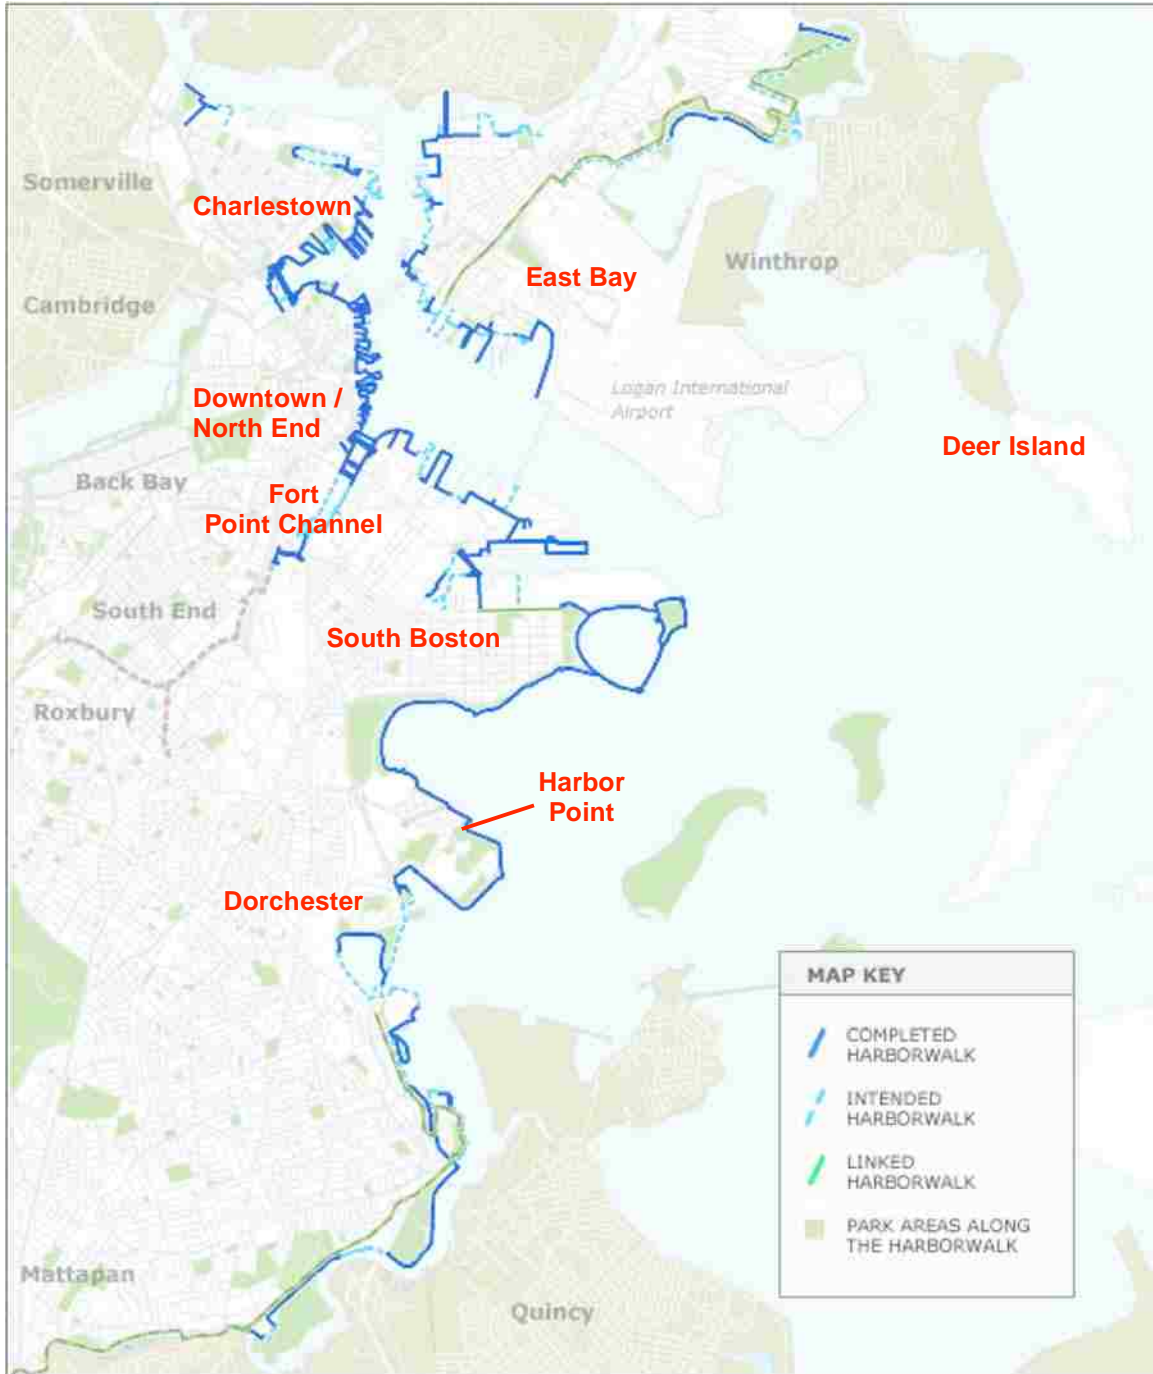 Somerville
Charlestown
Winthrop
East Bay
Cambridge
Logan International
Airport
Downtown /
North End
Deer Island
Back Bay
Fort
Point Channel
South End
South Boston
Roxbury
Harbor
Point
Dorchester
MAP KEY
COMPLETED
HARBORWALK
INTENDED
HARBORWALK
LINKED
HARBORWALK
PARK AREAS ALONG
THE HARBORWALK
Mattapan
Quincy